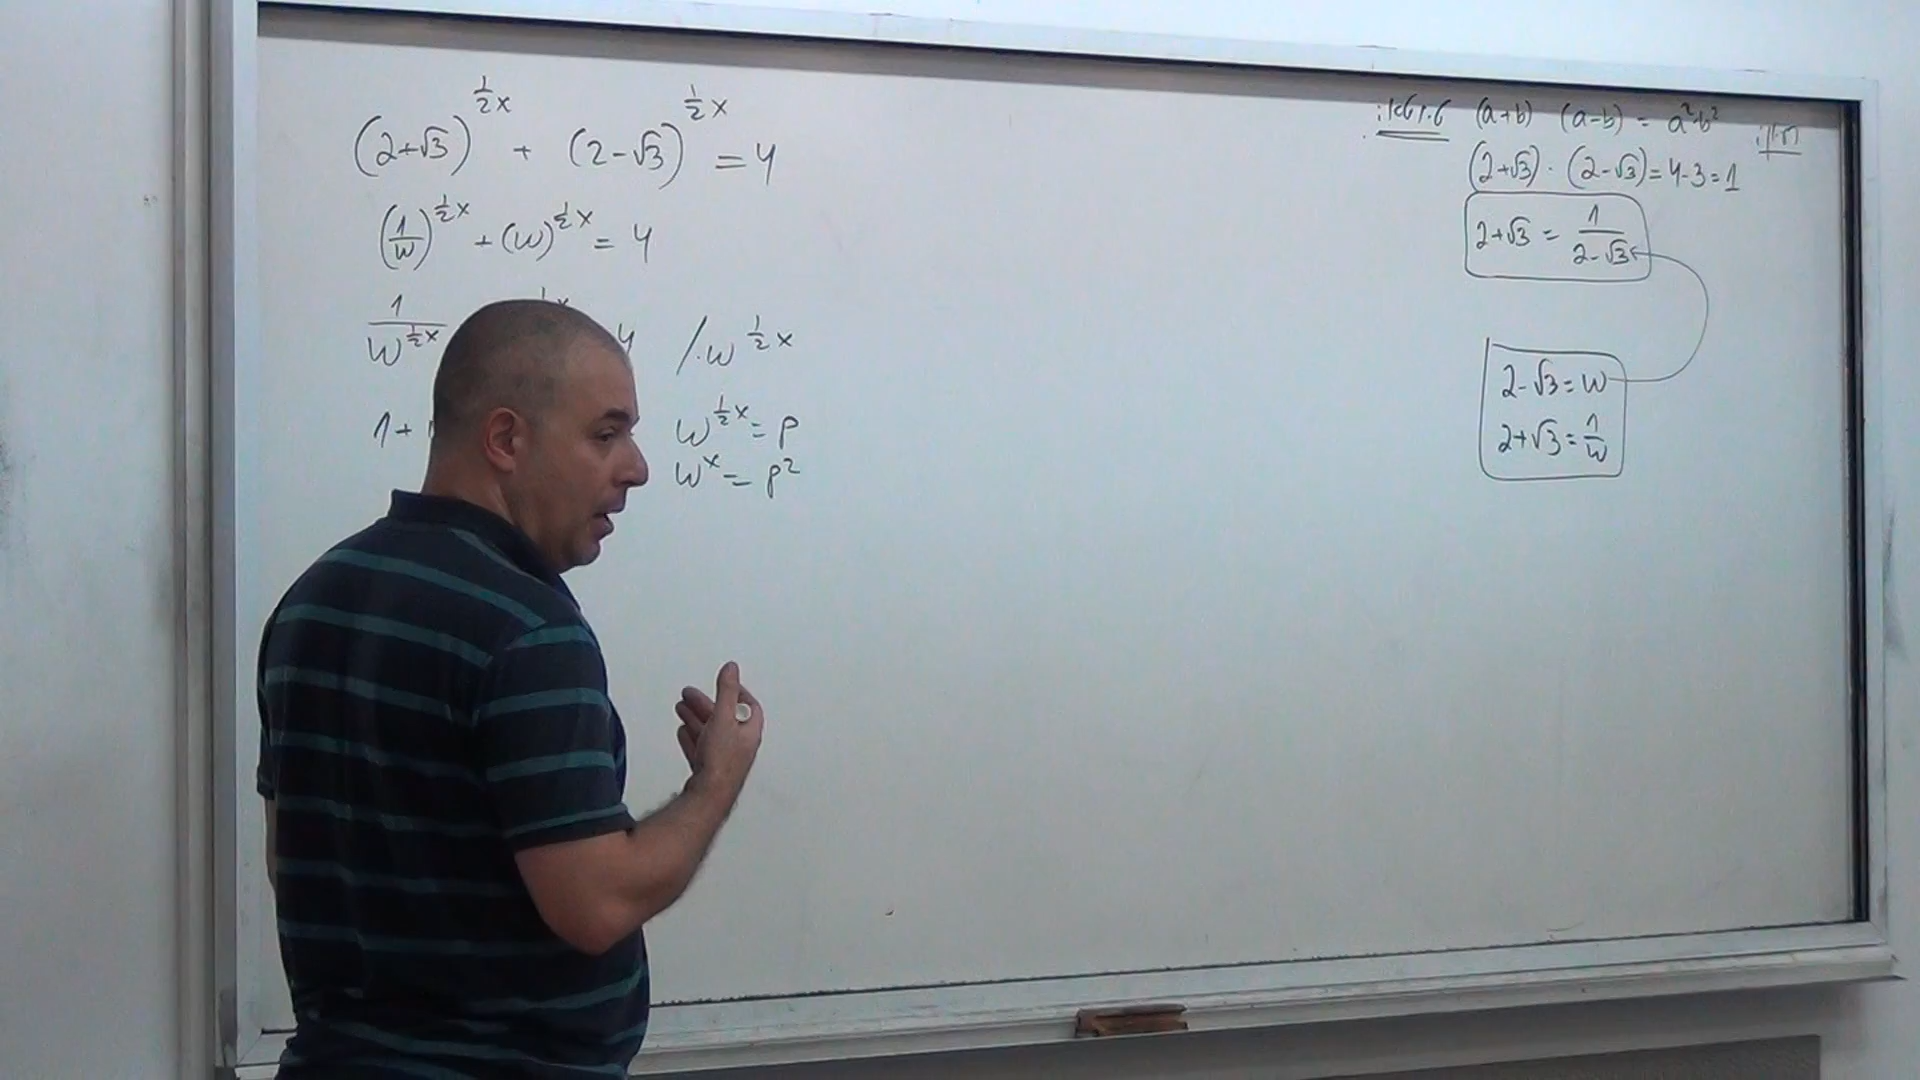 (2+√3)^{½x} + (2-√3)^{½x} = 4
(1/w)^{½x} + (w)^{½x} = 4
1/w^{½x} 4 /·w^{½x}
1+
w^{½x} = p
w^x = p²
(a+b) (a-b) = a²-b²
(2+√3) · (2-√3) = 4-3 = 1
2+√3 = 1/(2-√3)
2-√3 = w
2+√3 = 1/w